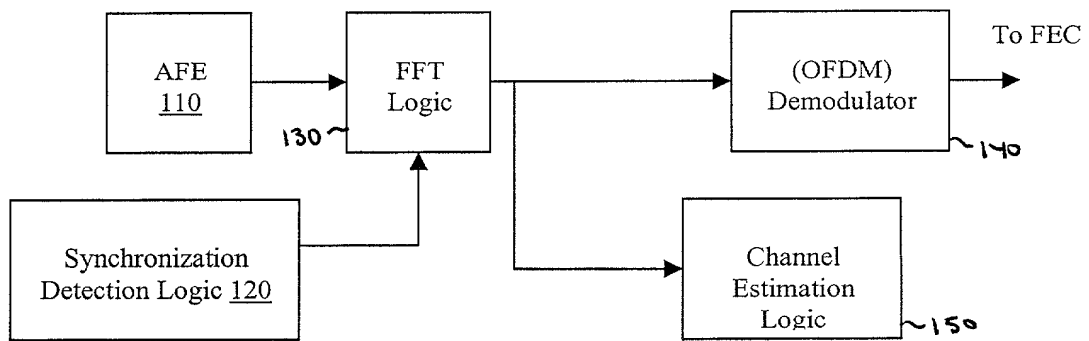 To FEC
AFE
110
FFT
Logic
130
(OFDM)
Demodulator
140
Synchronization
Detection Logic 120
Channel
Estimation
Logic
150